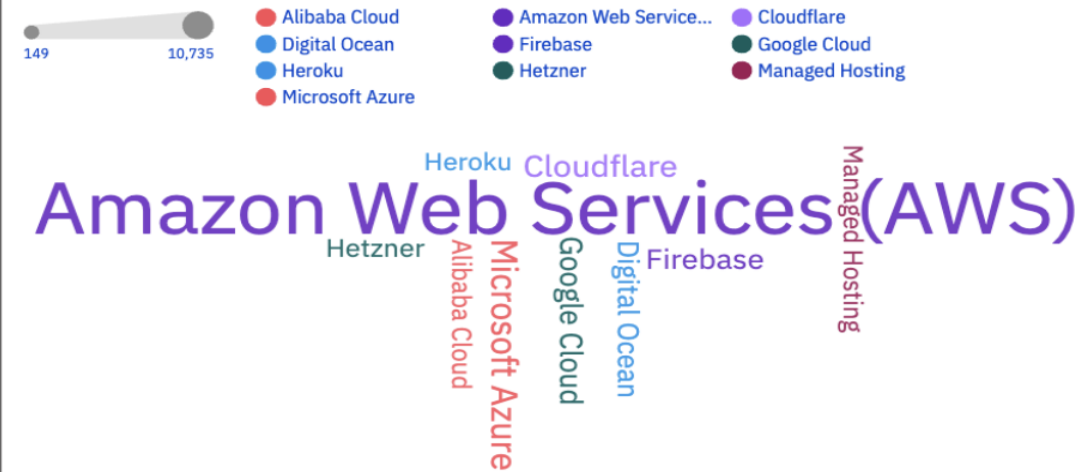 149
10,735
Alibaba Cloud
Amazon Web Service...
Cloudflare
Digital Ocean
Firebase
Google Cloud
Heroku
Hetzner
Managed Hosting
Microsoft Azure
Heroku
Cloudflare
Amazon Web Services (AWS)
Managed Hosting
Hetzner
Alibaba Cloud
Microsoft Azure
Google Cloud
Digital Ocean
Firebase